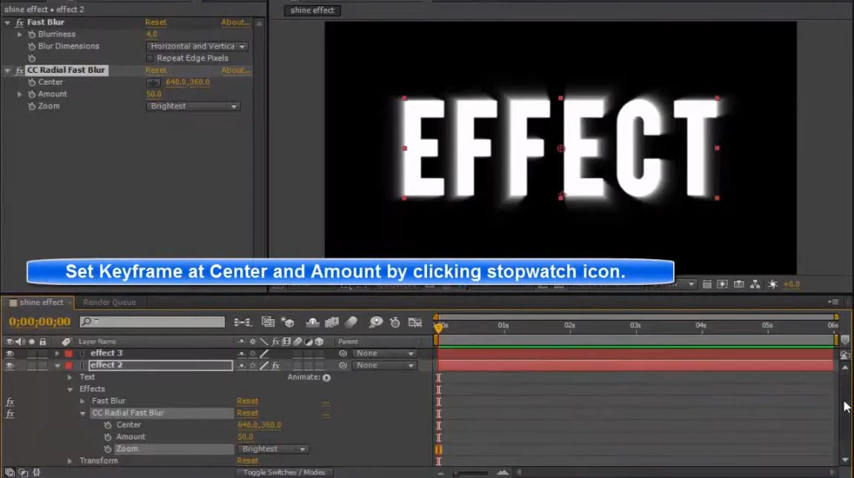 shine effect • effect 2
Fast Blur Reset About...
Blurriness 4.0
Blur Dimensions Horizontal and Vertica
Repeat Edge Pixels
CC Radial Fast Blur Reset About...
Center 640.0,360.0
Amount 50.0
Zoom Brightest
shine effect
EFFECT
Set Keyframe at Center and Amount by clicking stopwatch icon.
+0.0
shine effect Render Queue
0;00;00;00
01s 02s 03s 04s 05s 06s
Layer Name Parent
effect 3 None
effect 2 None
Text Animate:
Effects
Fast Blur Reset ...
CC Radial Fast Blur Reset ...
Center 640.0,360.0
Amount 50.0
Zoom Brightest
Transform Reset
Toggle Switches / Modes